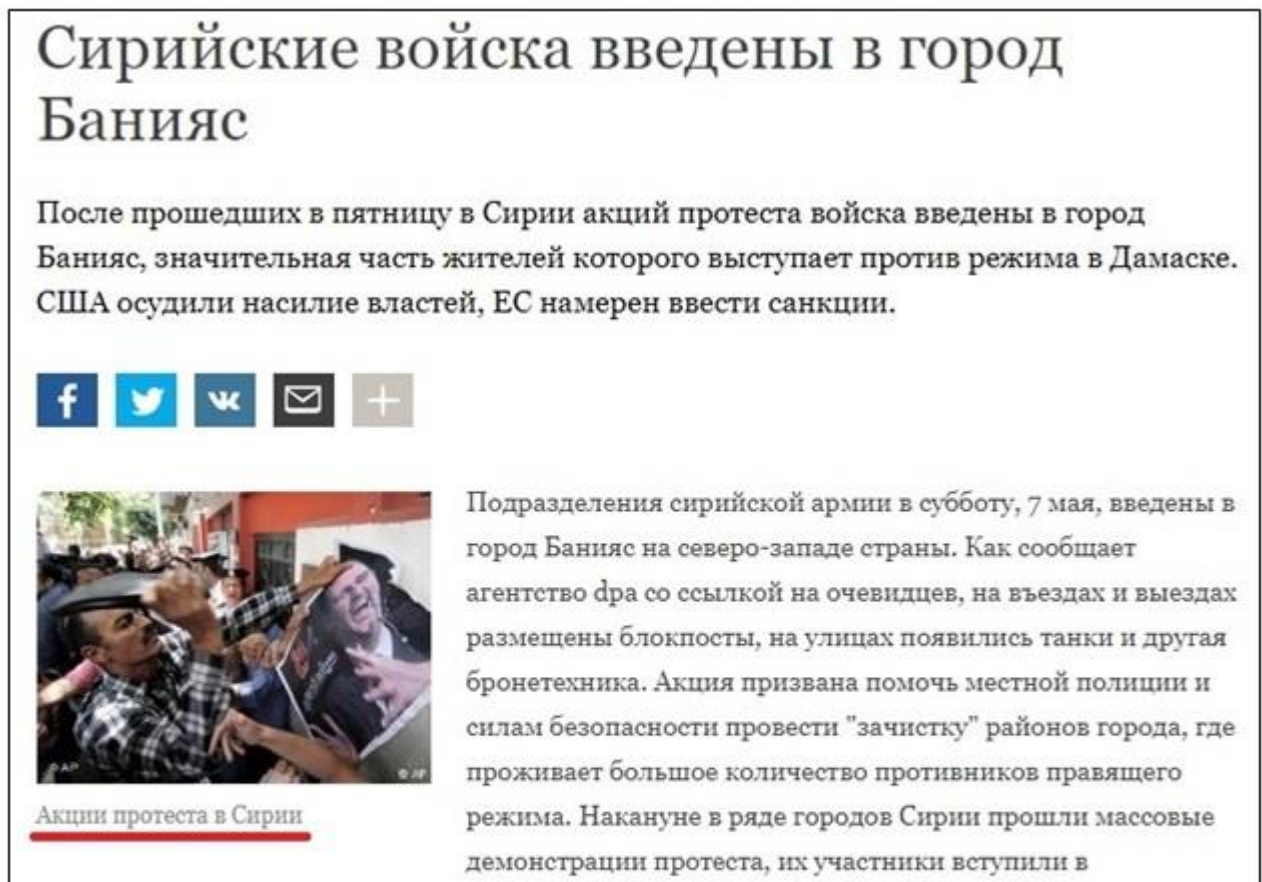 Сирийские войска введены в город
Банияс
После прошедших в пятницу в Сирии акций протеста войска введены в город
Банияс, значительная часть жителей которого выступает против режима в Дамаске.
США осудили насилие властей, ЕС намерен ввести санкции.
Подразделения сирийской армии в субботу, 7 мая, введены в
город Банияс на северо-западе страны. Как сообщает
агентство dpa со ссылкой на очевидцев, на въездах и выездах
размещены блокпосты, на улицах появились танки и другая
бронетехника. Акция призвана помочь местной полиции и
силам безопасности провести "зачистку" районов города, где
проживает большое количество противников правящего
режима. Накануне в ряде городов Сирии прошли массовые
демонстрации протеста, их участники вступили в
© AP
© AP
Акции протеста в Сирии